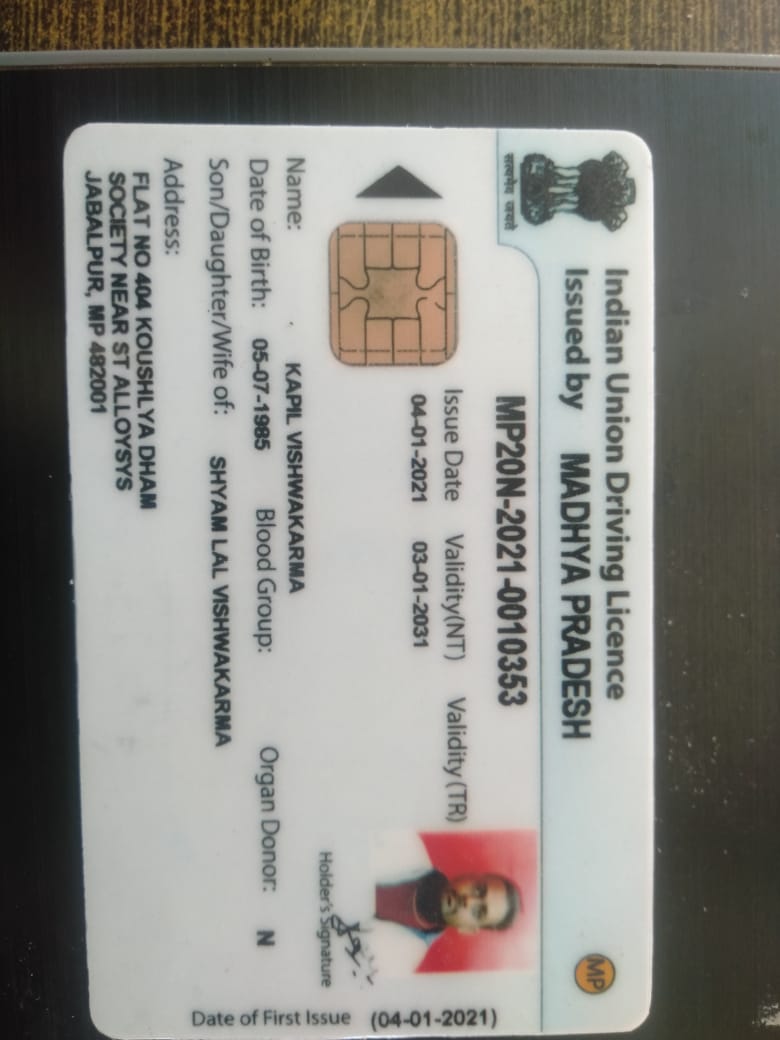 Indian Union Driving Licence
Issued by MADHYA PRADESH
सत्यमेव जयते
MP
MP20N-2021-0010353
Issue Date Validity(NT) Validity (TR)
04-01-2021 03-01-2031
Holder's Signature
Name: KAPIL VISHWAKARMA
Date of Birth: 05-07-1985 Blood Group: Organ Donor: N
Son/Daughter/Wife of: SHYAM LAL VISHWAKARMA
Address:
FLAT NO 404 KOUSHLYA DHAM
SOCIETY NEAR ST ALLOYSYS
JABALPUR, MP 482001
Date of First Issue (04-01-2021)